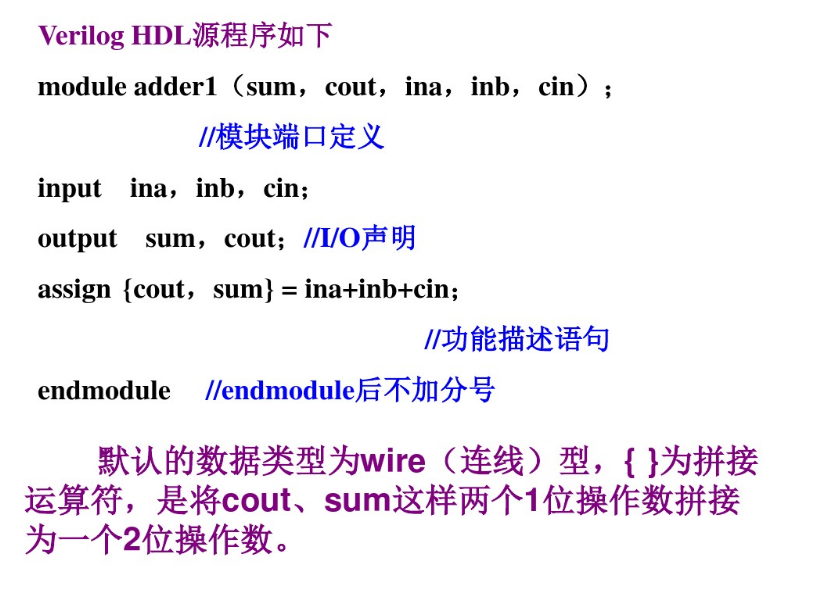 Verilog HDL源程序如下
module adder1（sum，cout，ina，inb，cin）；
//模块端口定义
input ina，inb，cin；
output sum，cout；//I/O声明
assign {cout，sum} = ina+inb+cin；
//功能描述语句
endmodule //endmodule后不加分号
默认的数据类型为wire（连线）型，{ }为拼接
运算符，是将cout、sum这样两个1位操作数拼接
为一个2位操作数。